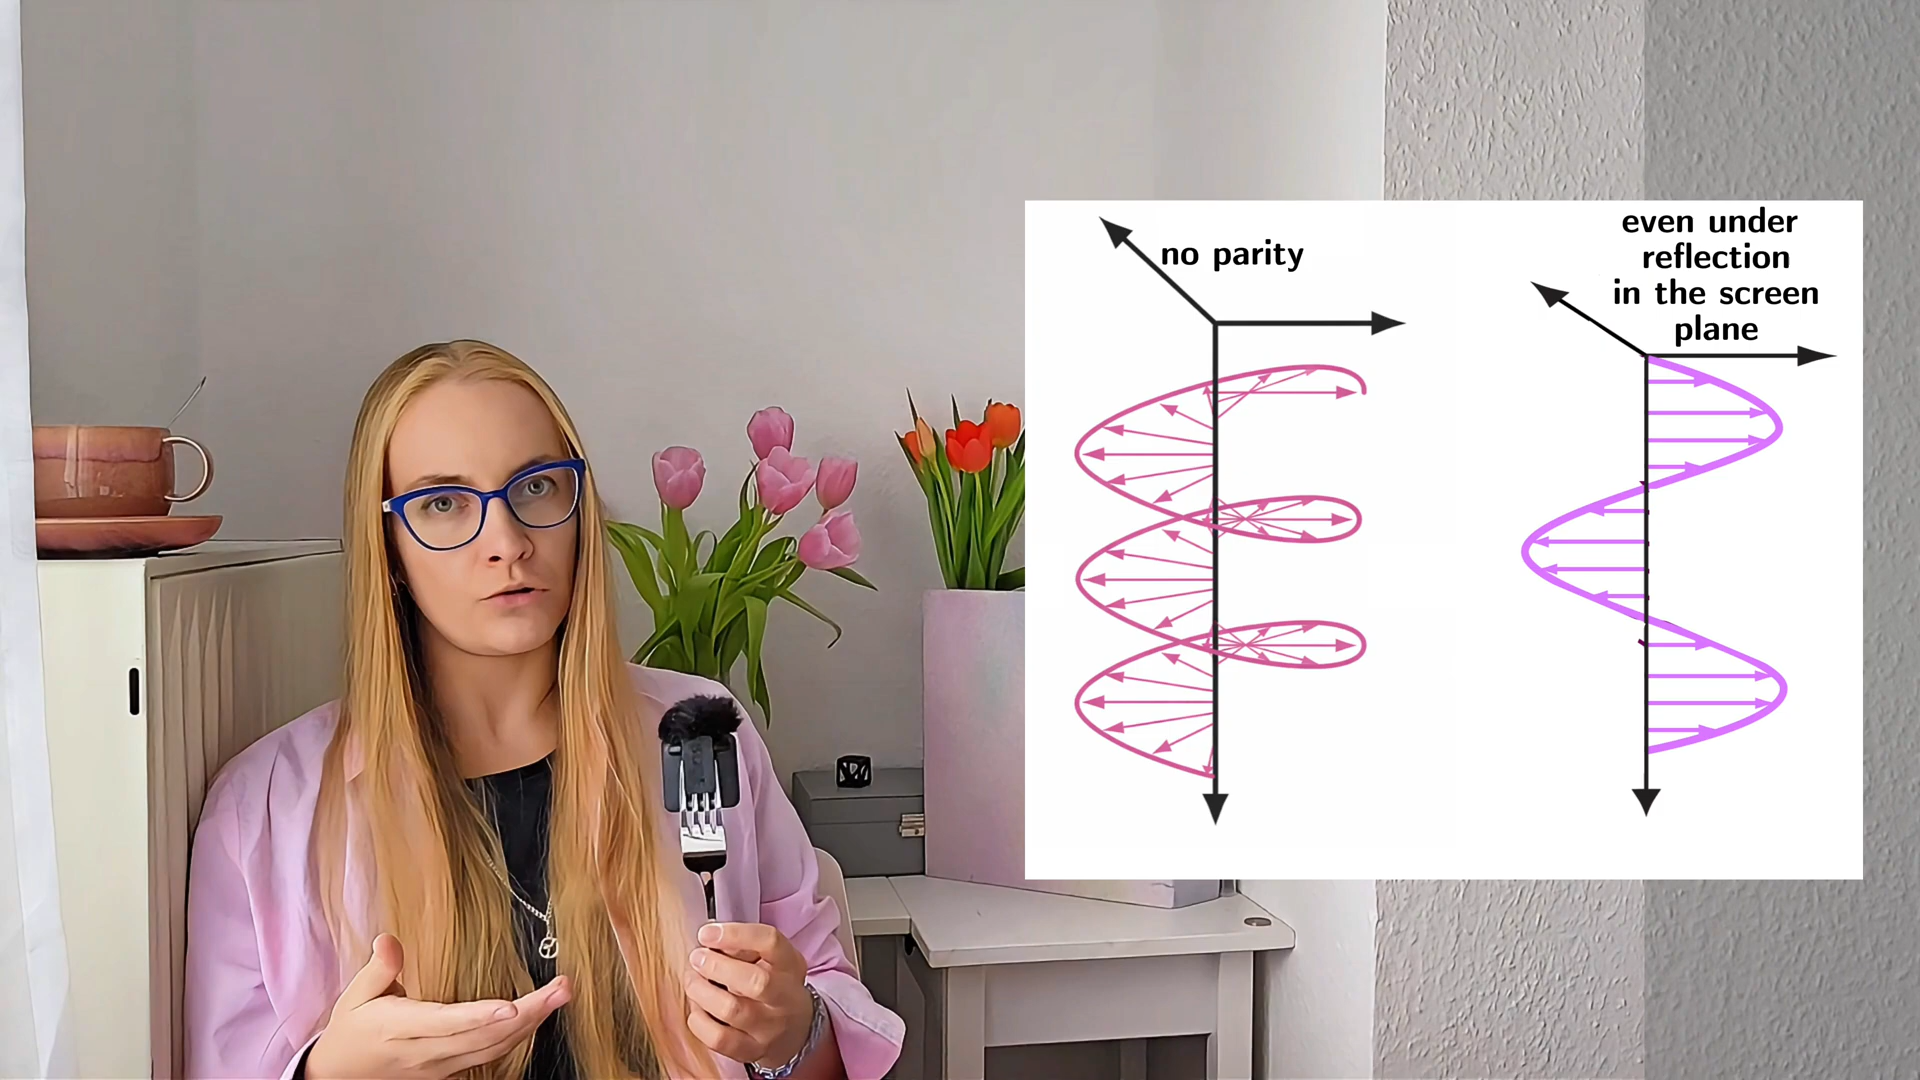 no parity
even under
reflection
in the screen
plane